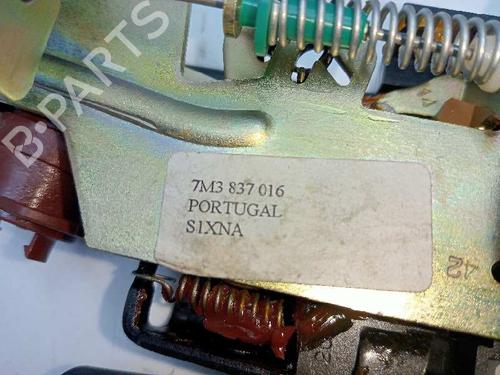 B-PARTS
7M3 837 016
PORTUGAL
S1XNA
42